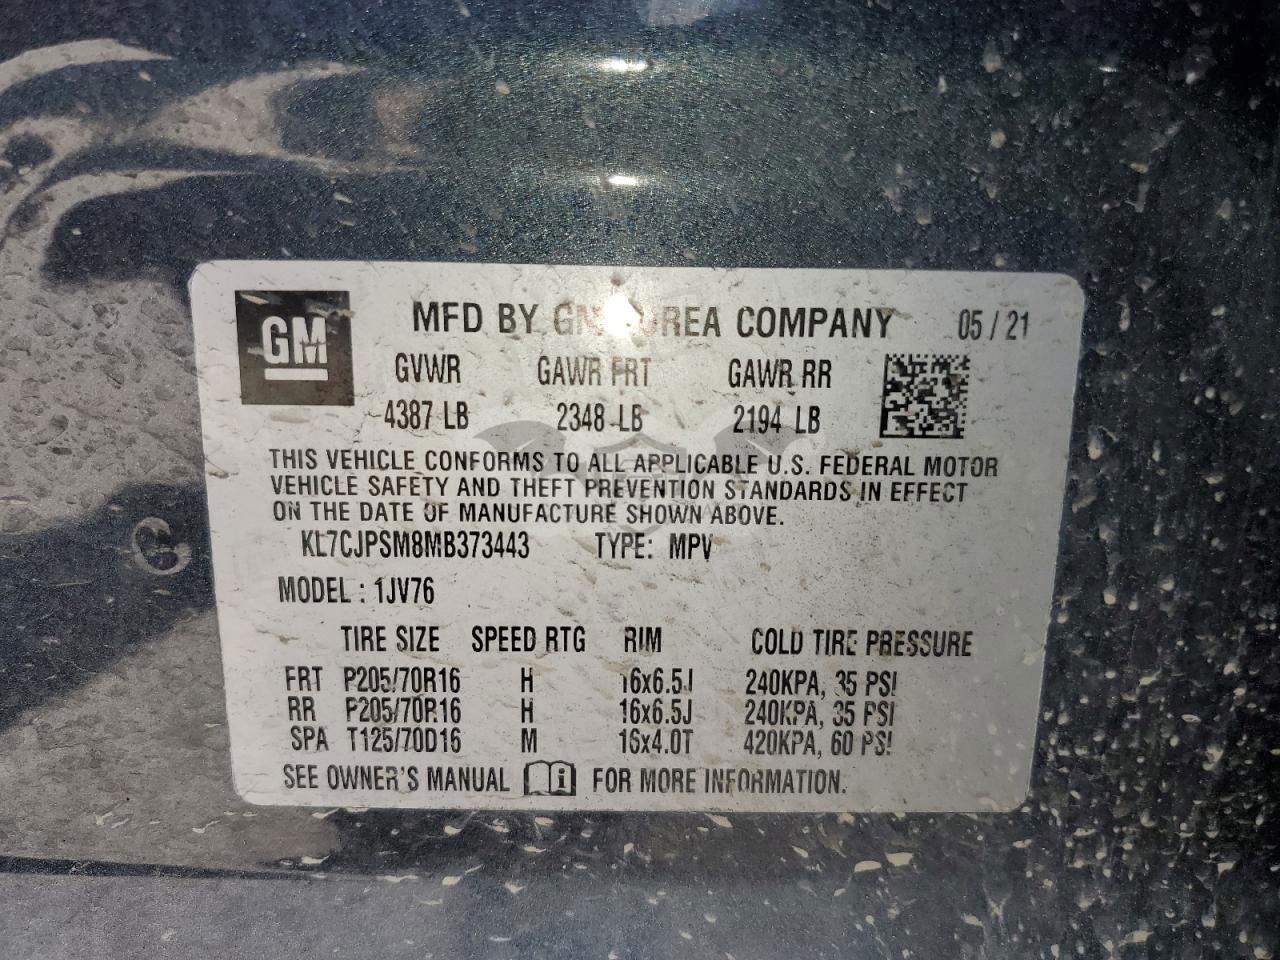 GM
MFD BY GM KOREA COMPANY 05/21
GVWR GAWR FRT GAWR RR
4387 LB 2348 LB 2194 LB
THIS VEHICLE CONFORMS TO ALL APPLICABLE U.S. FEDERAL MOTOR
VEHICLE SAFETY AND THEFT PREVENTION STANDARDS IN EFFECT
ON THE DATE OF MANUFACTURE SHOWN ABOVE.
KL7CJPSM8MB373443 TYPE: MPV
MODEL: 1JV76
TIRE SIZE SPEED RTG RIM COLD TIRE PRESSURE
FRT P205/70R16 H 16x6.5J 240KPA, 35 PSI
RR P205/70R16 H 16x6.5J 240KPA, 35 PSI
SPA T125/70D16 M 16x4.0T 420KPA, 60 PSI
SEE OWNER'S MANUAL i FOR MORE INFORMATION.